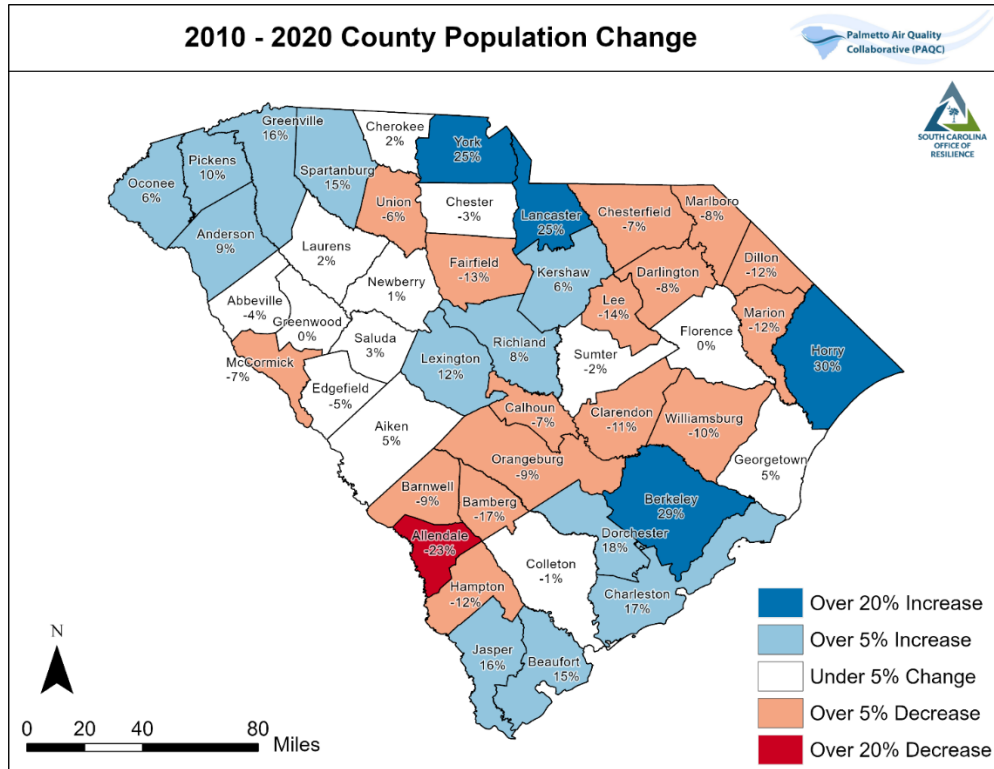 2010 - 2020 County Population Change
Palmetto Air Quality
Collaborative (PAQC)
SOUTH CAROLINA
OFFICE OF
RESILIENCE
Cherokee
2%
York
25%
Greenville
16%
Spartanburg
15%
Pickens
10%
Oconee
6%
Anderson
9%
Union
-6%
Chester
-3%
Lancaster
25%
Chesterfield
-7%
Marlboro
-8%
Dillon
-12%
Laurens
2%
Newberry
1%
Fairfield
-13%
Kershaw
6%
Darlington
-8%
Lee
-14%
Florence
0%
Marion
-12%
Horry
30%
Abbeville
-4%
Greenwood
0%
Saluda
3%
Lexington
12%
Richland
8%
Sumter
-2%
McCormick
-7%
Edgefield
-5%
Aiken
5%
Calhoun
-7%
Clarendon
-11%
Williamsburg
-10%
Georgetown
5%
Orangeburg
-9%
Barnwell
-9%
Bamberg
-17%
Berkeley
29%
Allendale
-23%
Dorchester
18%
Colleton
-1%
Charleston
17%
Hampton
-12%
Jasper
16%
Beaufort
15%
Over 20% Increase
Over 5% Increase
Under 5% Change
Over 5% Decrease
Over 20% Decrease
N
0 20 40 80
Miles